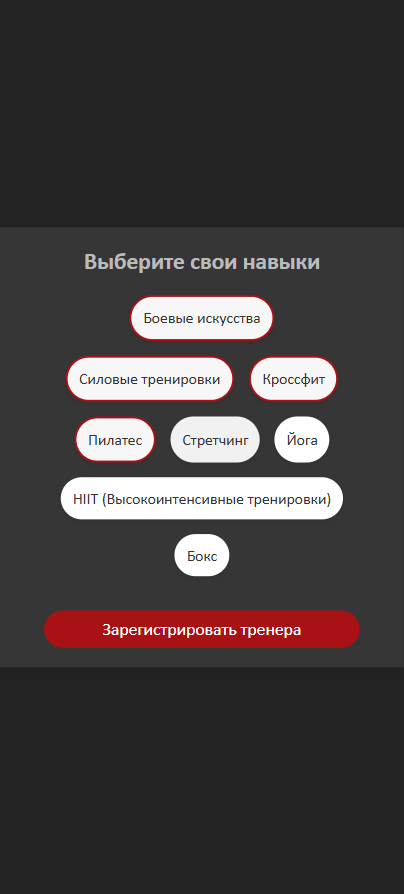 Выберите свои навыки
Боевые искусства
Силовые тренировки Кроссфит
Пилатес Стретчинг Йога
HIIT (Высокоинтенсивные тренировки)
Бокс
Зарегистрировать тренера